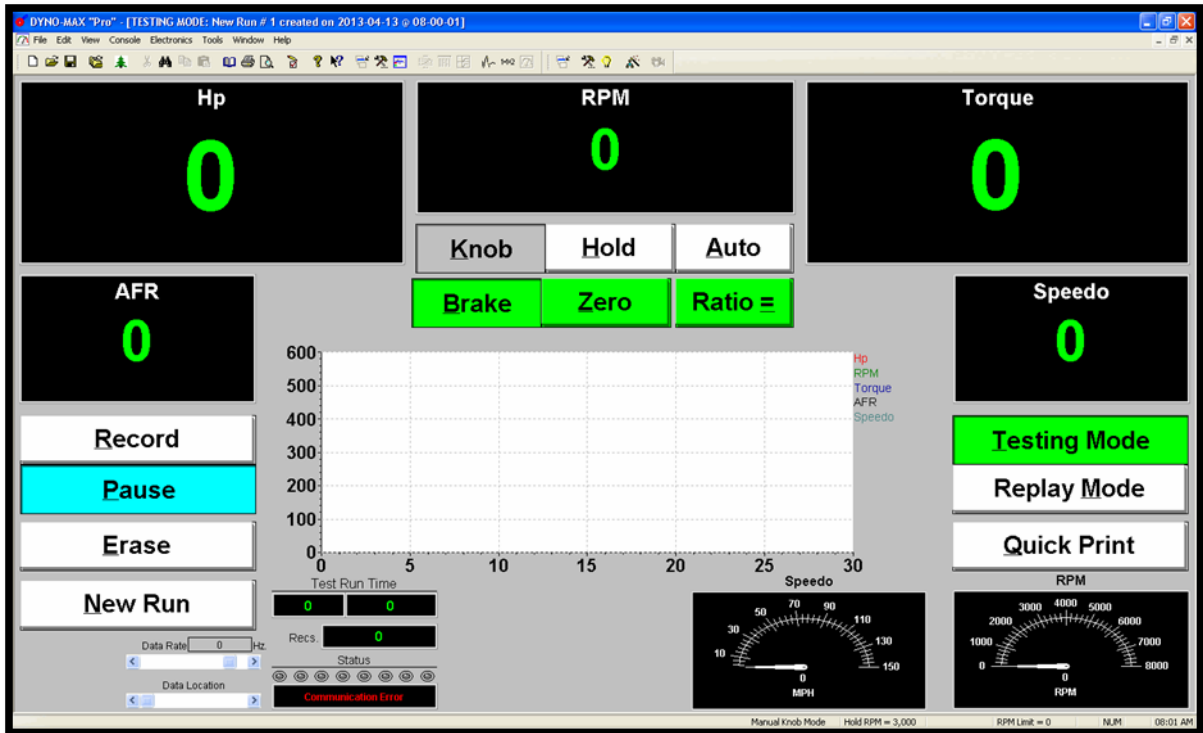 DYNO-MAX "Pro" - [TESTING MODE: New Run # 1 created on 2013-04-13 @ 08-00-01]
File Edit View Console Electronics Tools Window Help
Hp
0
RPM
0
Torque
0
Knob Hold Auto
Brake Zero Ratio =
AFR
0
Speedo
0
600
500
400
300
200
100
0
0 5 10 15 20 25 30
Hp
RPM
Torque
AFR
Speedo
Record
Pause
Erase
New Run
Testing Mode
Replay Mode
Quick Print
Data Rate 0 Hz.
Data Location
Test Run Time
0 0
Recs. 0
Status
Communication Error
Speedo
10 30 50 70 90 110 130 150
0
MPH
RPM
0 1000 2000 3000 4000 5000 6000 7000 8000
0
RPM
Manual Knob Mode Hold RPM = 3,000 RPM Limit = 0 NUM 08:01 AM